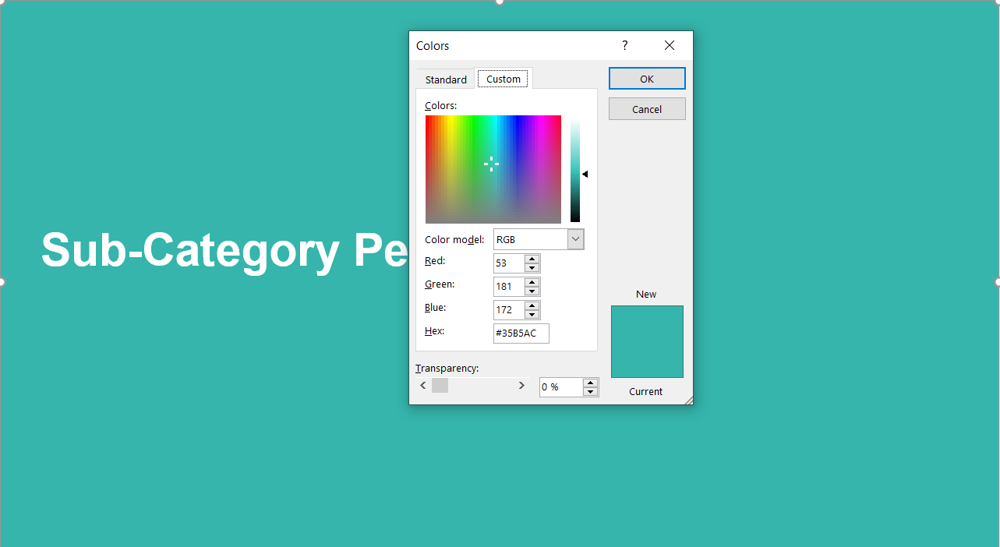 Colors ?
Standard Custom
OK
Colors:
Cancel
Sub-Category Pe
Color model: RGB
Red: 53
Green: 181
Blue: 172
Hex: #35B5AC
New
Transparency:
0 %
Current